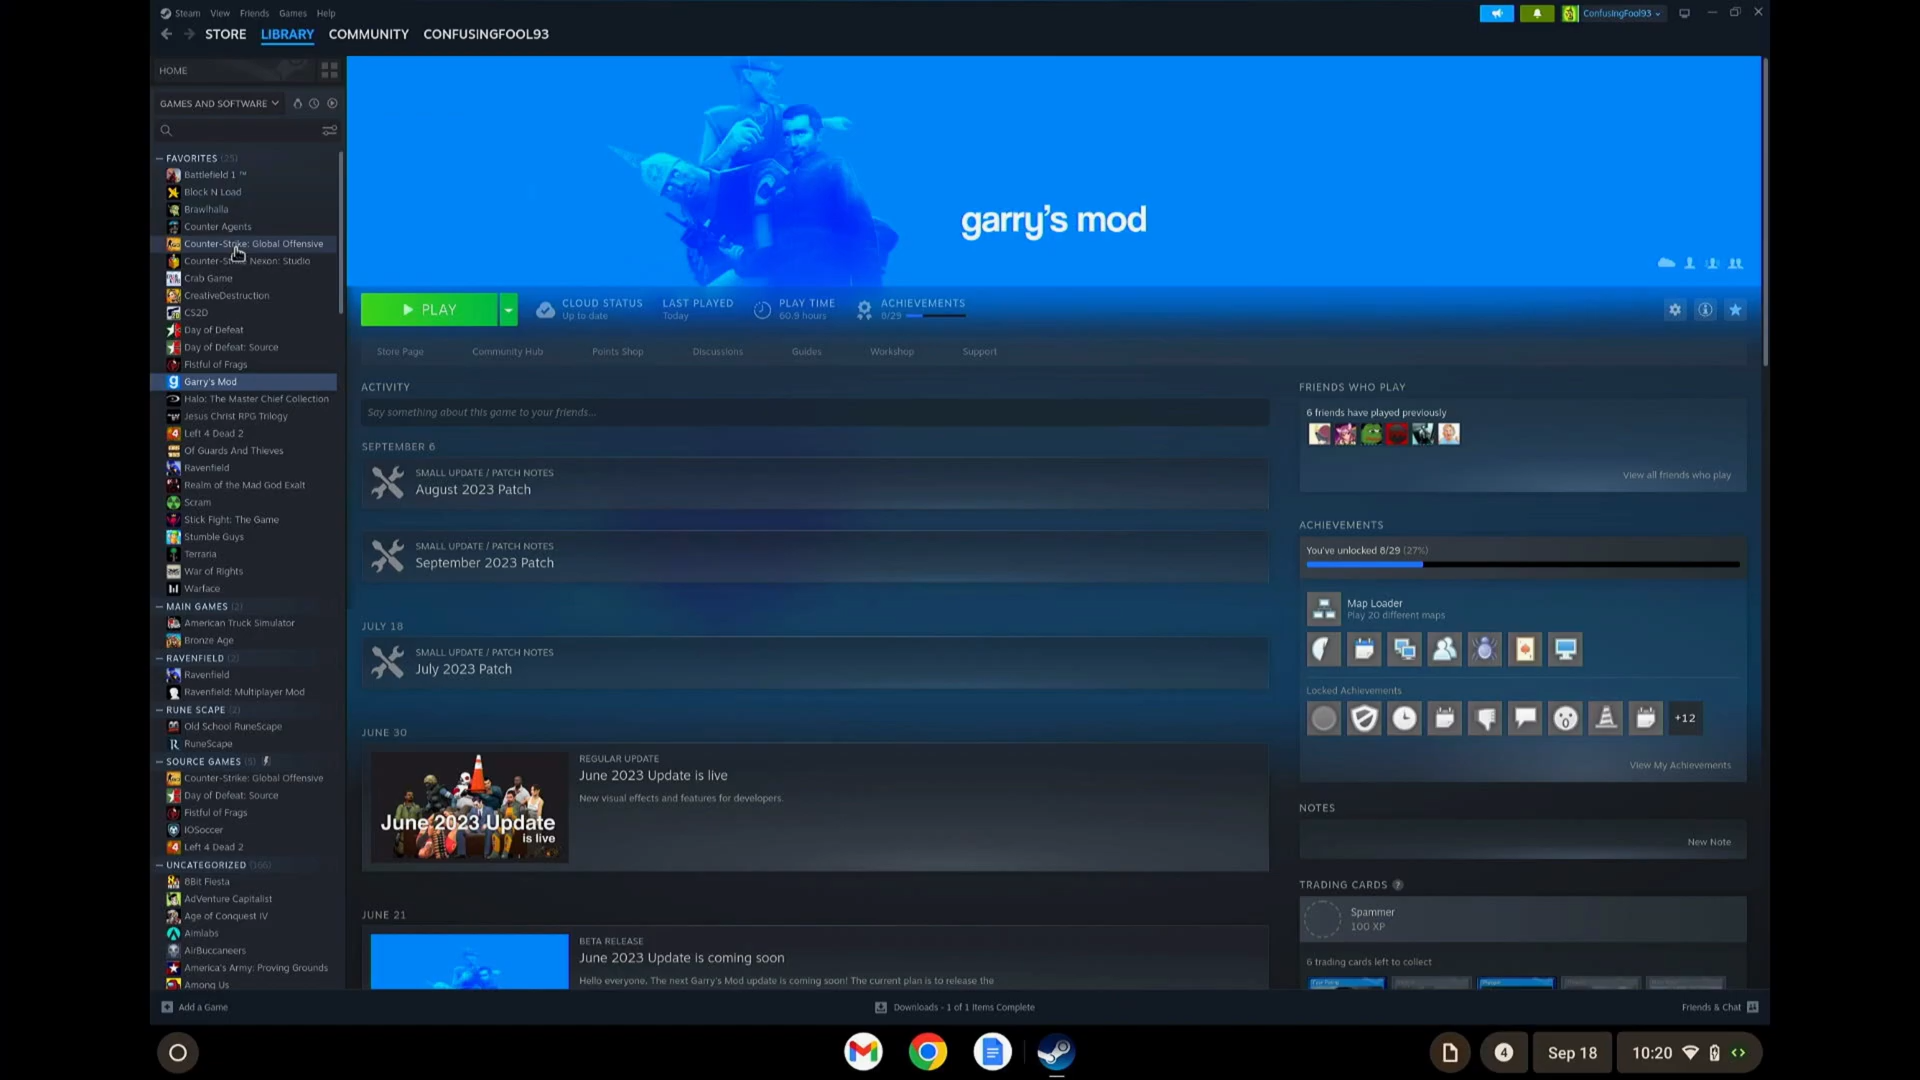 Steam View Friends Games Help
ConfusingFool93
STORE LIBRARY COMMUNITY CONFUSINGFOOL93
HOME
GAMES AND SOFTWARE
FAVORITES (25)
Battlefield 1 ™
Block N Load
Brawlhalla
Counter Agents
Counter-Strike: Global Offensive
Counter-Strike Nexon: Studio
Crab Game
CreativeDestruction
CS2D
Day of Defeat
Day of Defeat: Source
Fistful of Frags
Garry's Mod
Halo: The Master Chief Collection
Jesus Christ RPG Trilogy
Left 4 Dead 2
Of Guards And Thieves
Ravenfield
Realm of the Mad God Exalt
Scram
Stick Fight: The Game
Stumble Guys
Terraria
War of Rights
Warface
MAIN GAMES (2)
American Truck Simulator
Bronze Age
RAVENFIELD (2)
Ravenfield
Ravenfield: Multiplayer Mod
RUNE SCAPE (2)
Old School RuneScape
RuneScape
SOURCE GAMES (5)
Counter-Strike: Global Offensive
Day of Defeat: Source
Fistful of Frags
IOSoccer
Left 4 Dead 2
UNCATEGORIZED (166)
8Bit Fiesta
AdVenture Capitalist
Age of Conquest IV
Aimlabs
AirBuccaneers
America's Army: Proving Grounds
Among Us
Add a Game
garry's mod
PLAY
CLOUD STATUS
Up to date
LAST PLAYED
Today
PLAY TIME
60.9 hours
ACHIEVEMENTS
8/29
Store Page Community Hub Points Shop Discussions Guides Workshop Support
ACTIVITY
Say something about this game to your friends...
SEPTEMBER 6
SMALL UPDATE / PATCH NOTES
August 2023 Patch
SMALL UPDATE / PATCH NOTES
September 2023 Patch
JULY 18
SMALL UPDATE / PATCH NOTES
July 2023 Patch
JUNE 30
June 2023 Update
is live
REGULAR UPDATE
June 2023 Update is live
New visual effects and features for developers.
JUNE 21
BETA RELEASE
June 2023 Update is coming soon
Hello everyone, The next Garry's Mod update is coming soon! The current plan is to release the
FRIENDS WHO PLAY
6 friends have played previously
View all friends who play
ACHIEVEMENTS
You've unlocked 8/29 (27%)
Map Loader
Play 20 different maps
Locked Achievements
+12
View My Achievements
NOTES
New Note
TRADING CARDS ?
Spammer
100 XP
6 trading cards left to collect
Downloads - 1 of 1 Items Complete
Friends & Chat
4
Sep 18
10:20